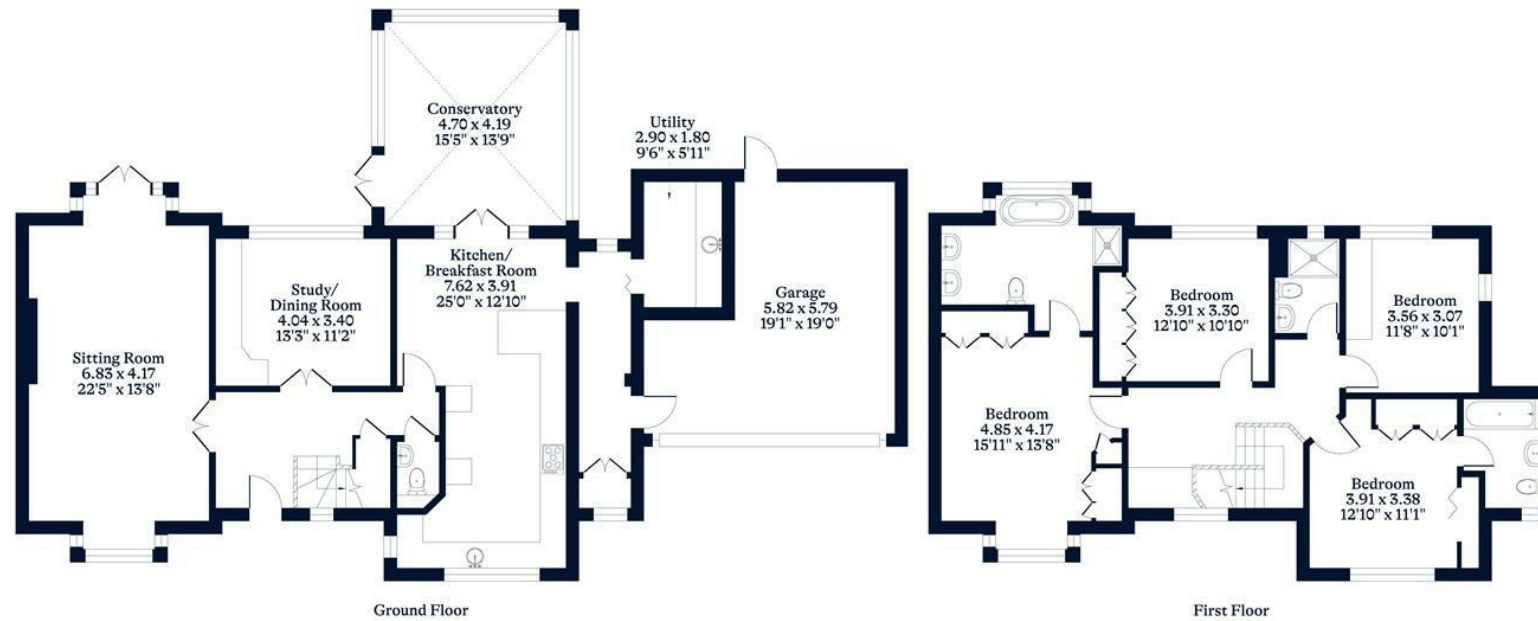 Conservatory
4.70 x 4.19
15'5" x 13'9"
Utility
2.90 x 1.80
9'6" x 5'11"
Kitchen/
Breakfast Room
7.62 x 3.91
25'0" x 12'10"
Study/
Dining Room
4.04 x 3.40
13'3" x 11'2"
Sitting Room
6.83 x 4.17
22'5" x 13'8"
Garage
5.82 x 5.79
19'1" x 19'0"
Ground Floor
Bedroom
3.91 x 3.30
12'10" x 10'10"
Bedroom
3.56 x 3.07
11'8" x 10'1"
Bedroom
4.85 x 4.17
15'11" x 13'8"
Bedroom
3.91 x 3.38
12'10" x 11'1"
First Floor